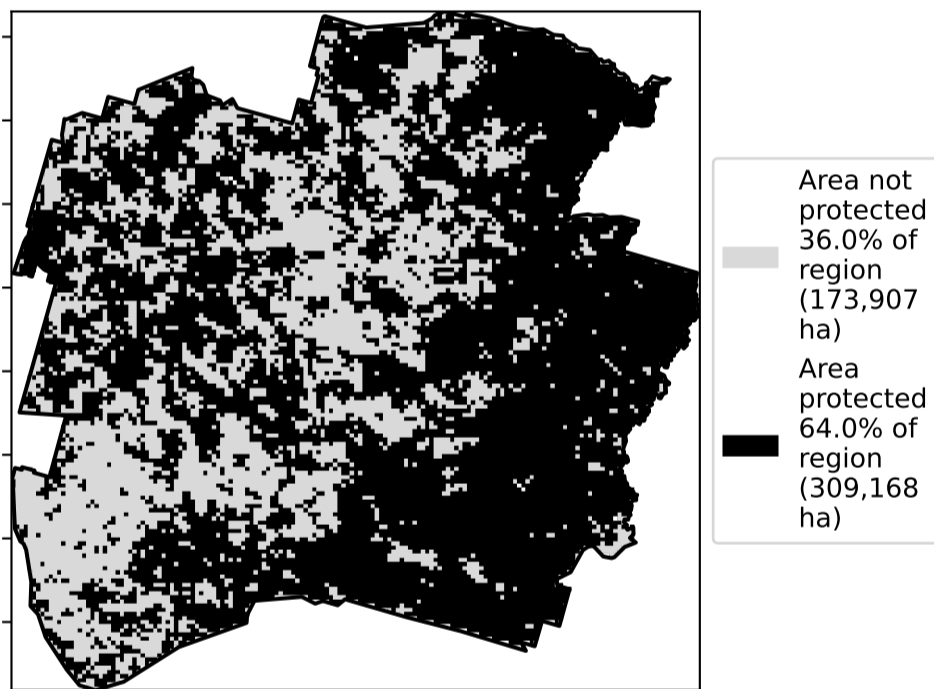 Area not
protected
36.0% of
region
(173,907
ha)
Area
protected
64.0% of
region
(309,168
ha)